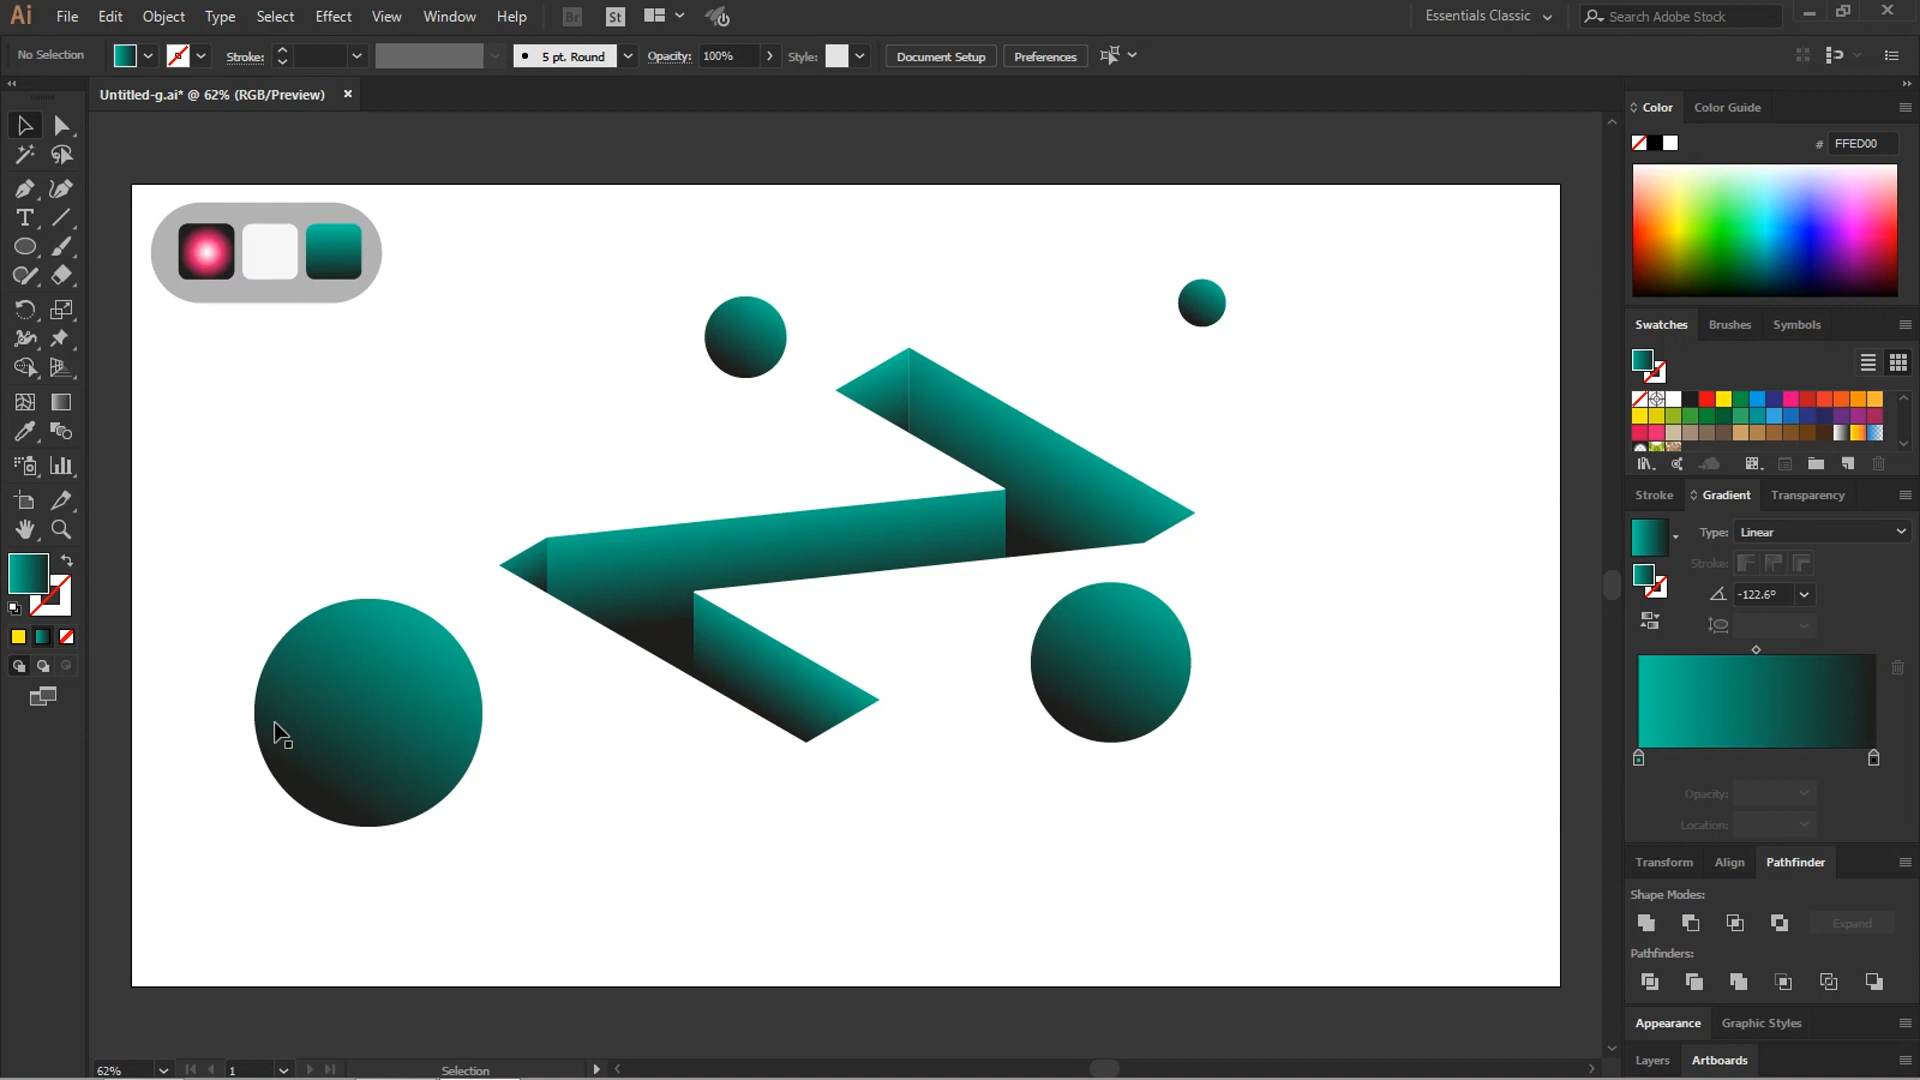 Ai File Edit Object Type Select Effect View Window Help Br St Essentials Classic Search Adobe Stock
No Selection Stroke: 5 pt. Round Opacity: 100% Style: Document Setup Preferences
Untitled-g.ai* @ 62% (RGB/Preview)
Color Color Guide
# FFED00
Swatches Brushes Symbols
Stroke Gradient Transparency
Type: Linear
Stroke:
-122.6°
Opacity:
Location:
Transform Align Pathfinder
Shape Modes:
Expand
Pathfinders:
Appearance Graphic Styles
Layers Artboards
62% 1 Selection